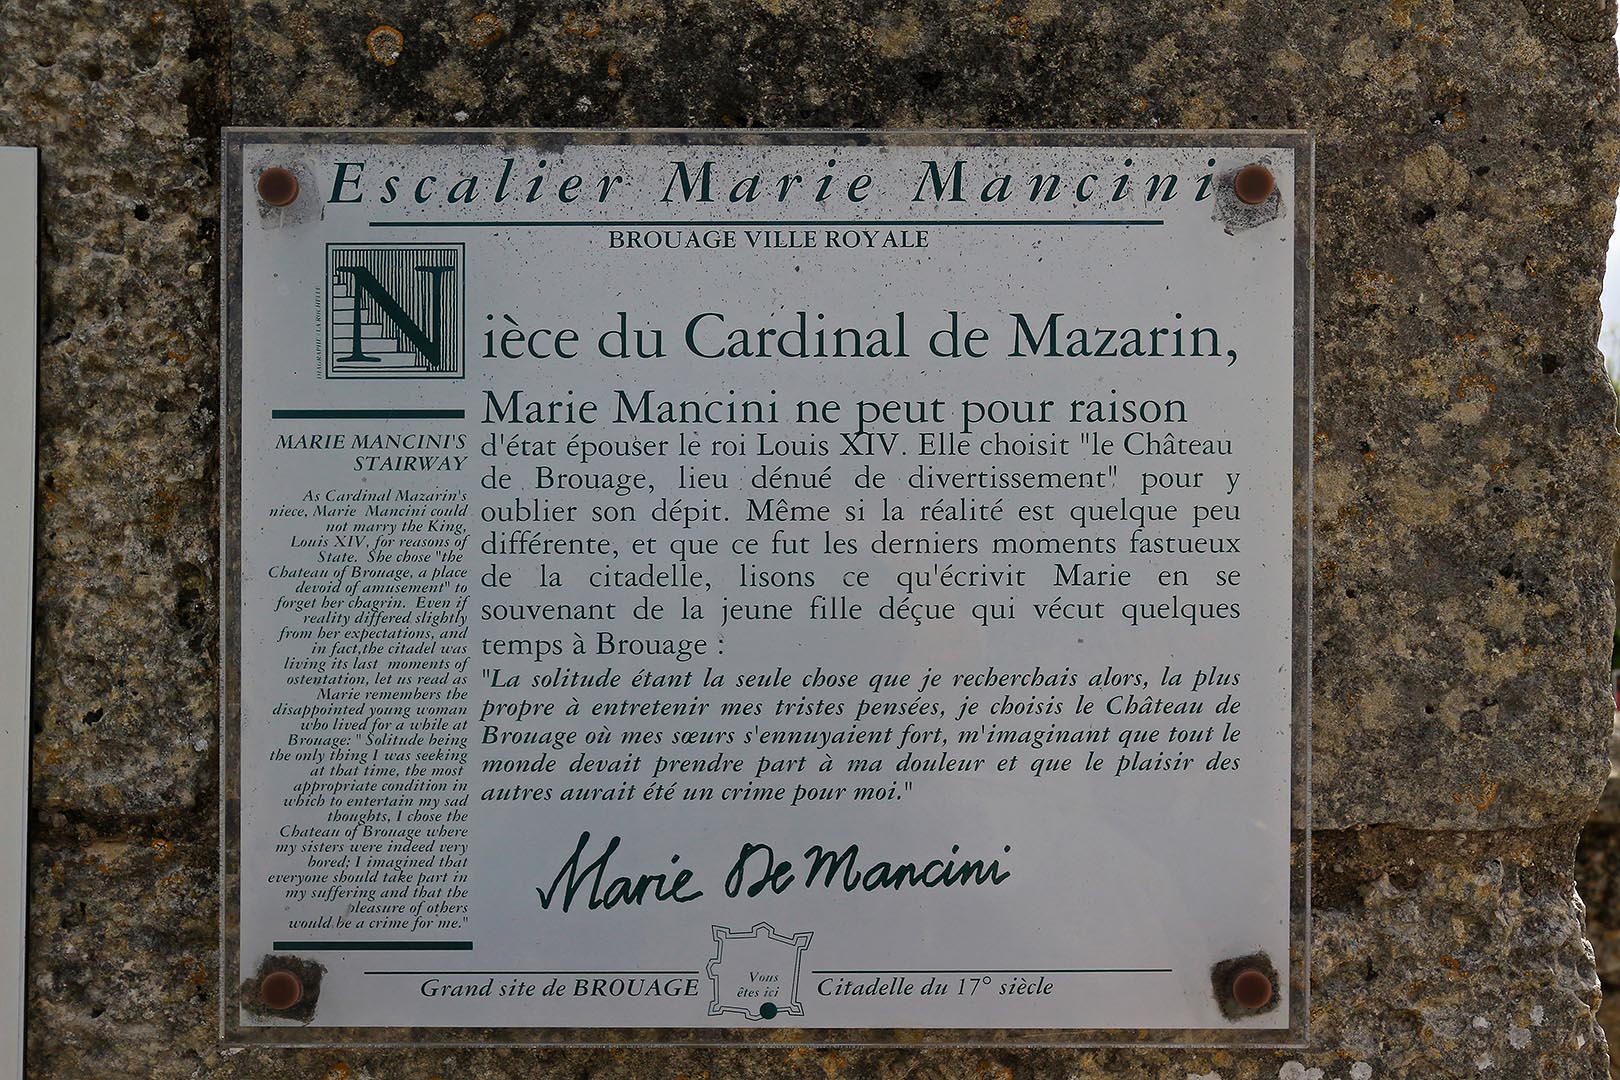 Escalier Marie Mancini
BROUAGE VILLE ROYALE
Nièce du Cardinal de Mazarin,
Marie Mancini ne peut pour raison
d'état épouser le roi Louis XIV. Elle choisit "le Château
de Brouage, lieu dénué de divertissement" pour y
oublier son dépit. Même si la réalité est quelque peu
différente, et que ce fut les derniers moments fastueux
de la citadelle, lisons ce qu'écrivit Marie en se
souvenant de la jeune fille déçue qui vécut quelques
temps à Brouage :
"La solitude étant la seule chose que je recherchais alors, la plus
propre à entretenir mes tristes pensées, je choisis le Château de
Brouage où mes sœurs s'ennuyaient fort, m'imaginant que tout le
monde devait prendre part à ma douleur et que le plaisir des
autres aurait été un crime pour moi."
Marie De Mancini
MARIE MANCINI'S
STAIRWAY
As Cardinal Mazarin's
niece, Marie Mancini could
not marry the King,
Louis XIV, for reasons of
State. She chose "the
Chateau of Brouage, a place
devoid of amusement" to
forget her chagrin. Even if
reality differed slightly
from her expectations, and
in fact,the citadel was
living its last moments of
ostentation, let us read as
Marie remembers the
disappointed young woman
who lived for a while at
Brouage: " Solitude being
the only thing I was seeking
at that time, the most
appropriate condition in
which to entertain my sad
thoughts, I chose the
Chateau of Brouage where
my sisters were indeed very
bored; I imagined that
everyone should take part in
my suffering and that the
pleasure of others
would be a crime for me."
Grand site de BROUAGE
Vous
êtes ici
Citadelle du 17° siècle
LA ROCHELLE